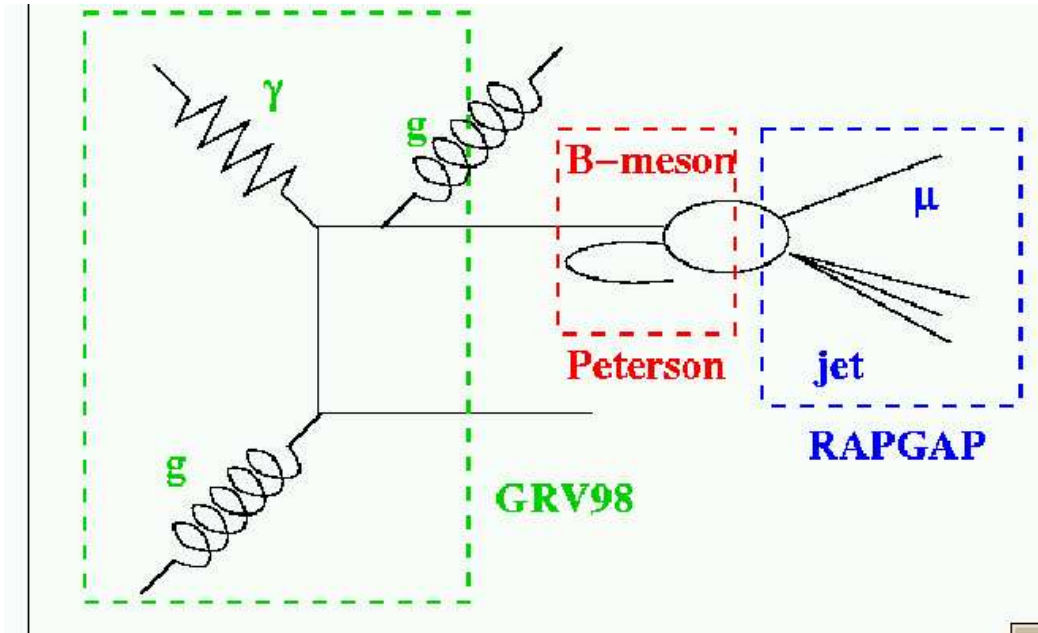 γ
g
B-meson
μ
Peterson
jet
RAPGAP
g
GRV98